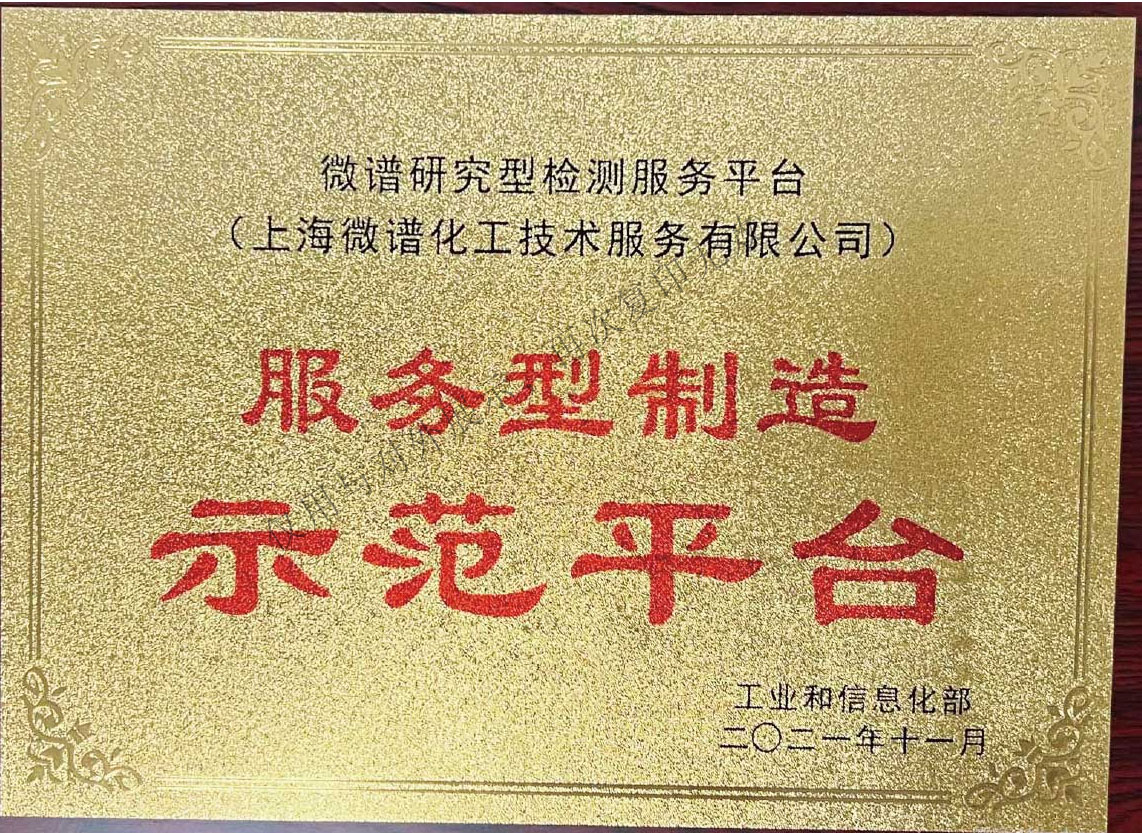 微谱研究型检测服务平台
（上海微谱化工技术服务有限公司）
服务型制造
示范平台
工业和信息化部
二〇二一年十一月